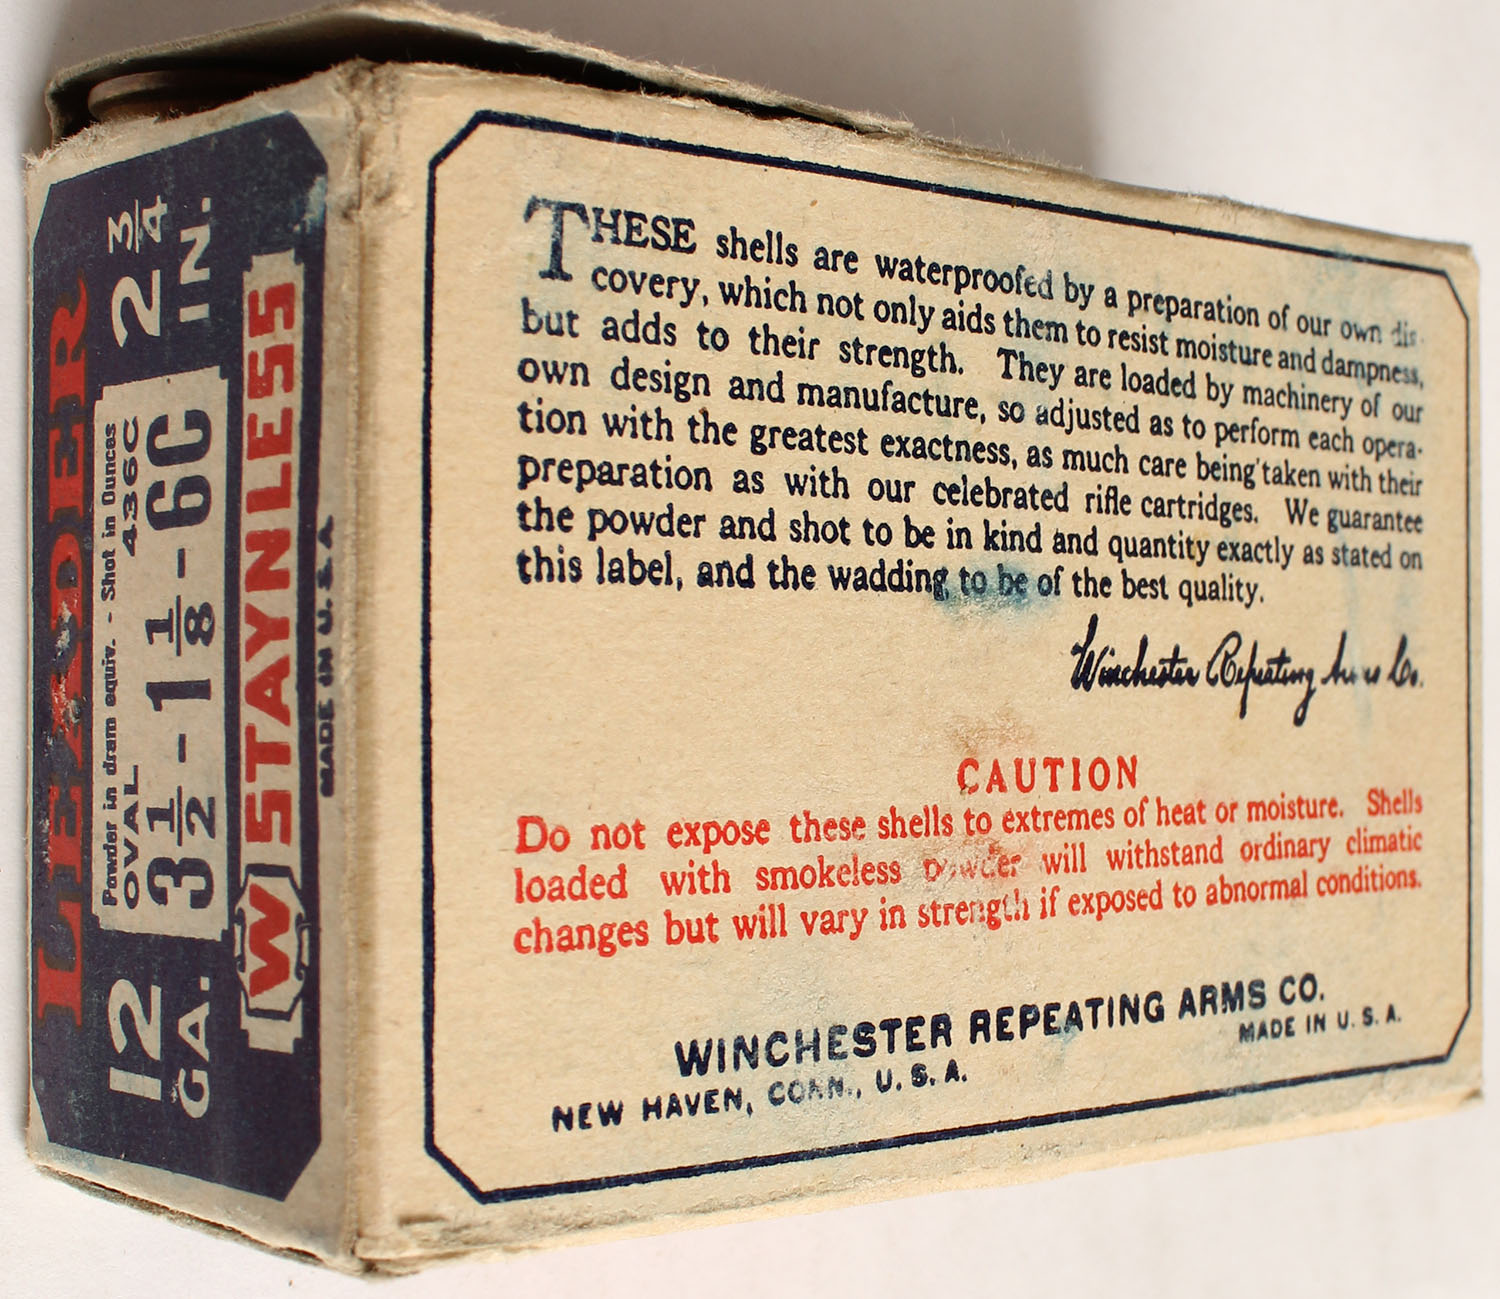 LEADER
12 GA.
2 3/4 IN.
Powder in dram equiv. - Shot in Ounces
OVAL 436C
3 1/2 - 1 1/8 - 6C
W STAYNLESS
MADE IN U.S.A.
THESE shells are waterproofed by a preparation of our own dis-
covery, which not only aids them to resist moisture and dampness,
but adds to their strength. They are loaded by machinery of our
own design and manufacture, so adjusted as to perform each opera-
tion with the greatest exactness, as much care being taken with their
preparation as with our celebrated rifle cartridges. We guarantee
the powder and shot to be in kind and quantity exactly as stated on
this label, and the wadding to be of the best quality.
Winchester Repeating Arms Co.
CAUTION
Do not expose these shells to extremes of heat or moisture. Shells
loaded with smokeless powder will withstand ordinary climatic
changes but will vary in strength if exposed to abnormal conditions.
WINCHESTER REPEATING ARMS CO.
NEW HAVEN, CONN., U.S.A.
MADE IN U.S.A.